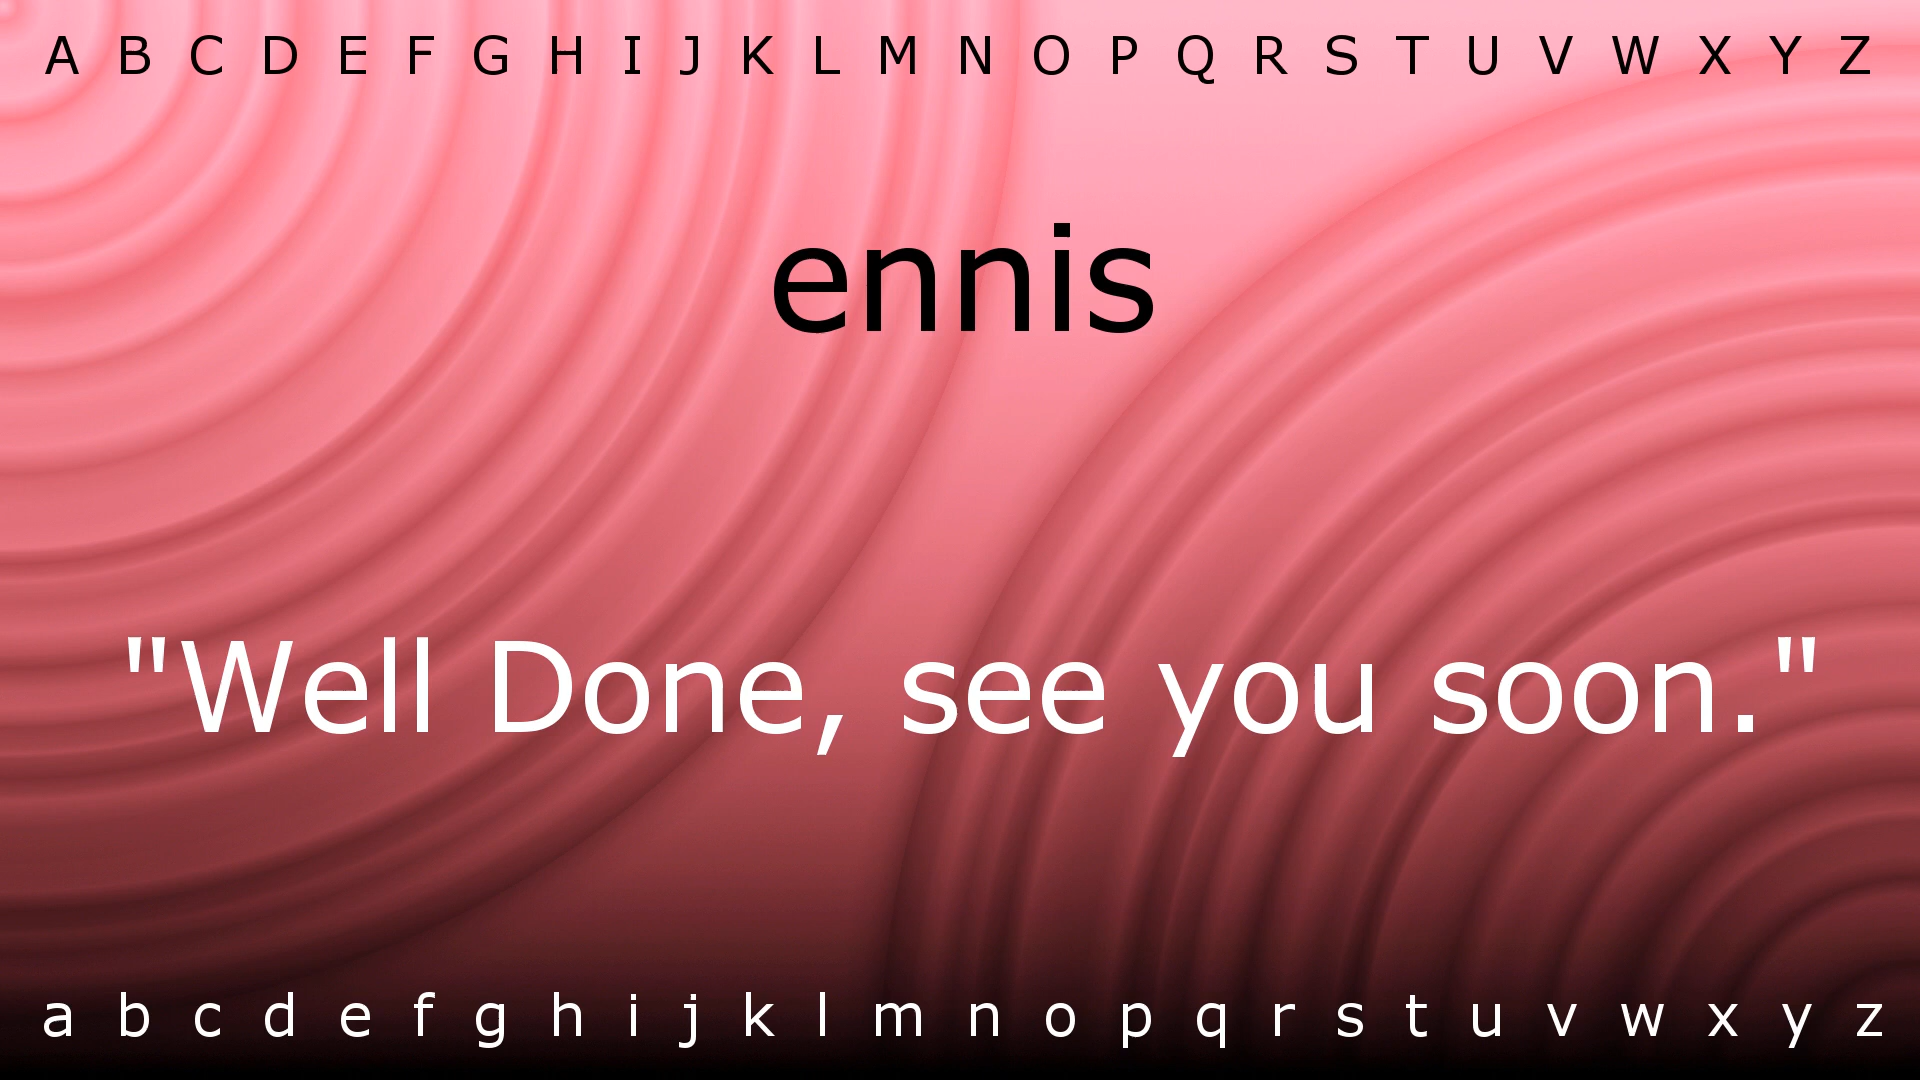 A B C D E F G H I J K L M N O P Q R S T U V W X Y Z
ennis
"Well Done, see you soon."
a b c d e f g h i j k l m n o p q r s t u v w x y z